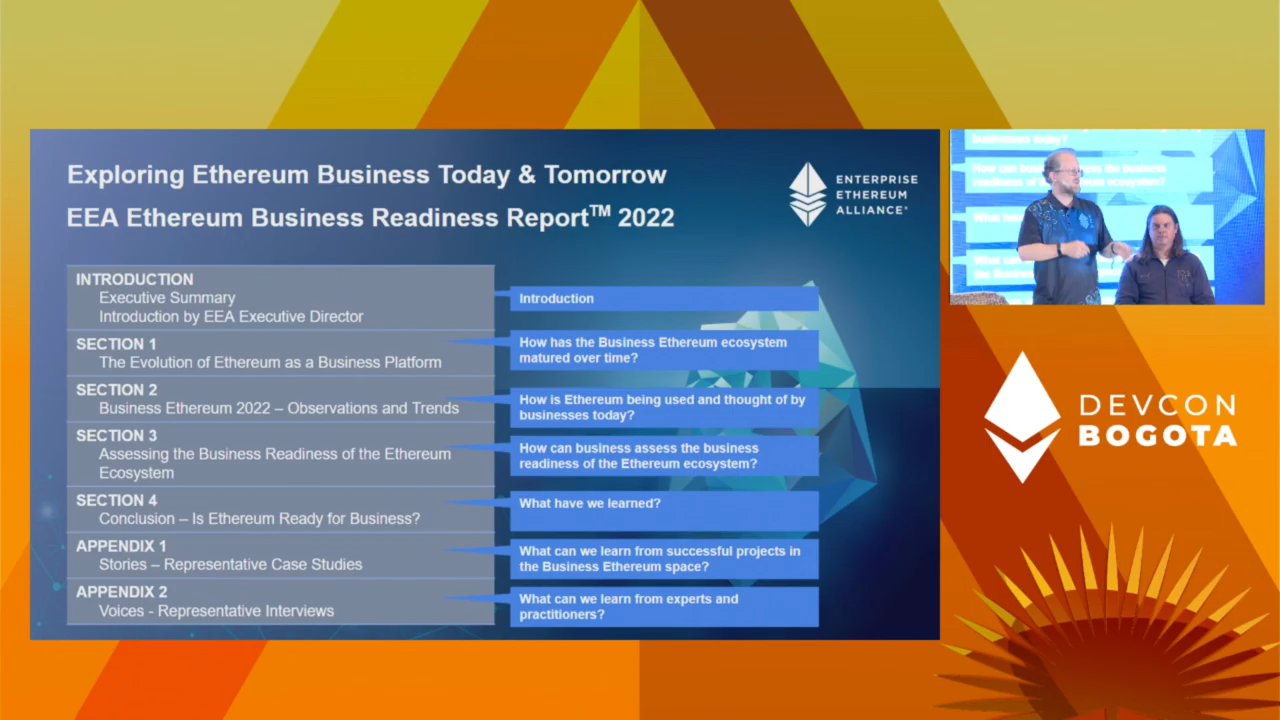 Exploring Ethereum Business Today & Tomorrow
EEA Ethereum Business Readiness Report™ 2022
ENTERPRISE
ETHEREUM
ALLIANCE®
INTRODUCTION
Executive Summary
Introduction by EEA Executive Director
Introduction
SECTION 1
The Evolution of Ethereum as a Business Platform
How has the Business Ethereum ecosystem
matured over time?
SECTION 2
Business Ethereum 2022 – Observations and Trends
How is Ethereum being used and thought of by
businesses today?
SECTION 3
Assessing the Business Readiness of the Ethereum
Ecosystem
How can business assess the business
readiness of the Ethereum ecosystem?
SECTION 4
Conclusion – Is Ethereum Ready for Business?
What have we learned?
APPENDIX 1
Stories – Representative Case Studies
What can we learn from successful projects in
the Business Ethereum space?
APPENDIX 2
Voices - Representative Interviews
What can we learn from experts and
practitioners?
businesses today?
DEVCON
BOGOTA